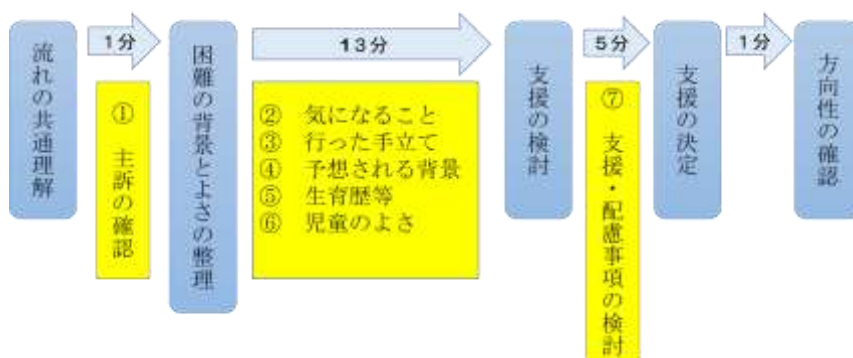 流れの共通理解
1分
① 主訴の確認
困難の背景とよさの整理
13分
② 気になること
③ 行った手立て
④ 予想される背景
⑤ 生育歴等
⑥ 児童のよさ
支援の検討
5分
⑦ 支援・配慮事項の検討
支援の決定
1分
方向性の確認